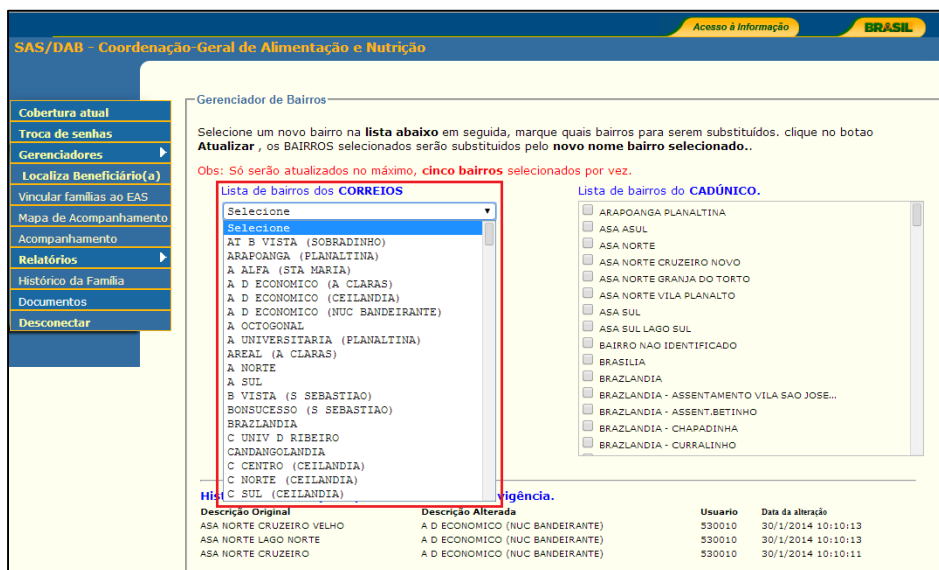 Acesso à Informação
BRASIL
SAS/DAB - Coordenação-Geral de Alimentação e Nutrição
Cobertura atual
Troca de senhas
Gerenciadores
Localiza Beneficiário(a)
Vincular famílias ao EAS
Mapa de Acompanhamento
Acompanhamento
Relatórios
Histórico da Família
Documentos
Desconectar
Gerenciador de Bairros
Selecione um novo bairro na lista abaixo em seguida, marque quais bairros para serem substituídos. clique no botao
Atualizar , os BAIRROS selecionados serão substituidos pelo novo nome bairro selecionado..
Obs: Só serão atualizados no máximo, cinco bairros selecionados por vez.
Lista de bairros dos CORREIOS
Selecione
Selecione
AT B VISTA (SOBRADINHO)
ARAPOANGA (PLANALTINA)
A ALFA (STA MARIA)
A D ECONOMICO (A CLARAS)
A D ECONOMICO (CEILANDIA)
A D ECONOMICO (NUC BANDEIRANTE)
A OCTOGONAL
A UNIVERSITARIA (PLANALTINA)
AREAL (A CLARAS)
A NORTE
A SUL
B VISTA (S SEBASTIAO)
BONSUCESSO (S SEBASTIAO)
BRAZLANDIA
C UNIV D RIBEIRO
CANDANGOLANDIA
C CENTRO (CEILANDIA)
C NORTE (CEILANDIA)
C SUL (CEILANDIA)
Lista de bairros do CADÚNICO.
ARAPOANGA PLANALTINA
ASA ASUL
ASA NORTE
ASA NORTE CRUZEIRO NOVO
ASA NORTE GRANJA DO TORTO
ASA NORTE VILA PLANALTO
ASA SUL
ASA SUL LAGO SUL
BAIRRO NAO IDENTIFICADO
BRASILIA
BRAZLANDIA
BRAZLANDIA - ASSENTAMENTO VILA SAO JOSE...
BRAZLANDIA - ASSENT.BETINHO
BRAZLANDIA - CHAPADINHA
BRAZLANDIA - CURRALINHO
His vigência.
Descrição Original Descrição Alterada Usuario Data da alteração
ASA NORTE CRUZEIRO VELHO A D ECONOMICO (NUC BANDEIRANTE) 530010 30/1/2014 10:10:13
ASA NORTE LAGO NORTE A D ECONOMICO (NUC BANDEIRANTE) 530010 30/1/2014 10:10:13
ASA NORTE CRUZEIRO A D ECONOMICO (NUC BANDEIRANTE) 530010 30/1/2014 10:10:11